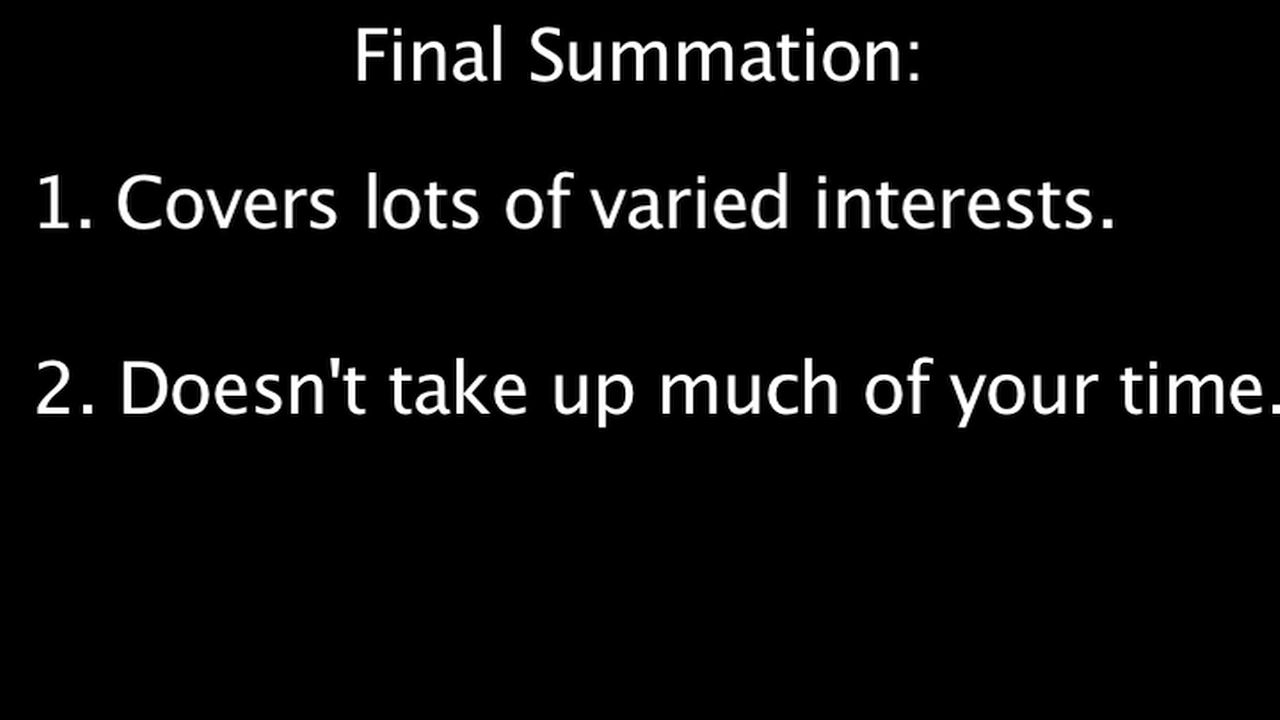 Final Summation:
1. Covers lots of varied interests.
2. Doesn't take up much of your time.